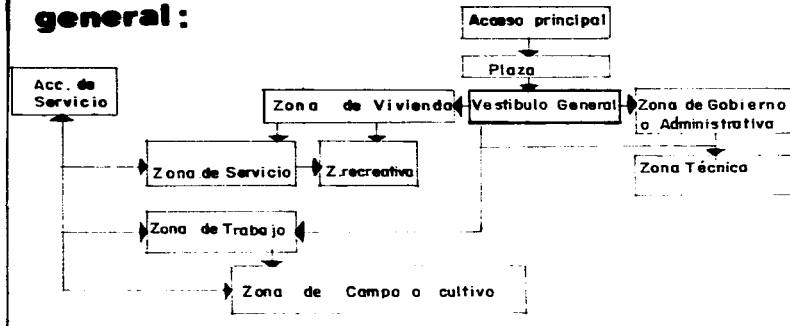 general:
Acceso principal
Plaza
Acc. de
Servicio
Zona de Vivienda
Vestibulo General
Zona de Gobierno
o Administrativa
Zona de Servicio
Z.recreativa
Zona Técnica
Zona de Trabajo
Zona de Campo o cultivo